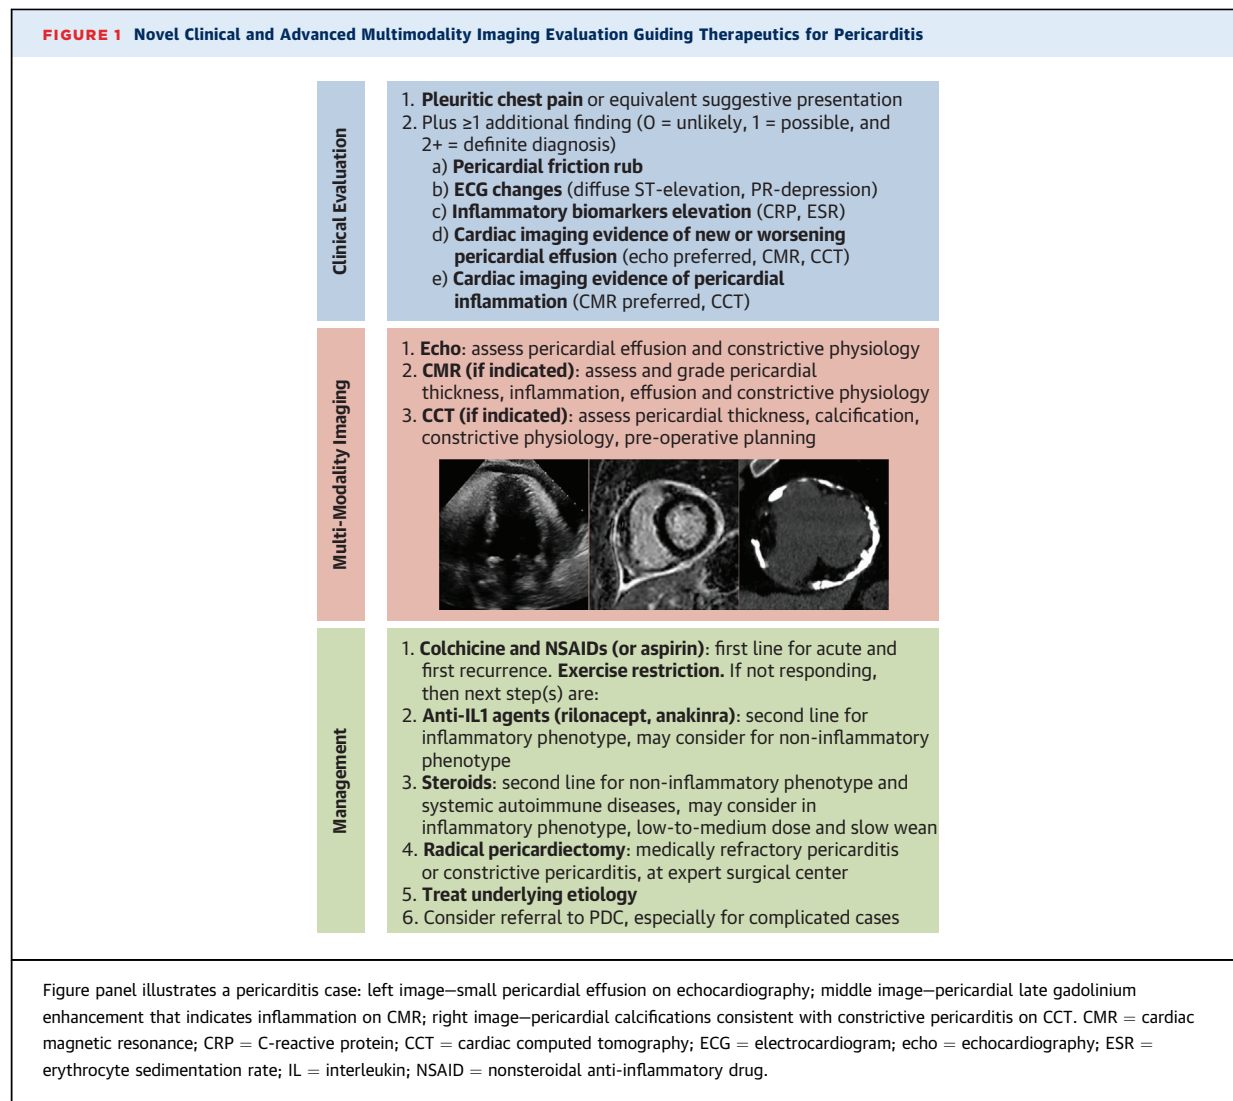 FIGURE 1 Novel Clinical and Advanced Multimodality Imaging Evaluation Guiding Therapeutics for Pericarditis
Clinical Evaluation
1. Pleuritic chest pain or equivalent suggestive presentation
2. Plus ≥1 additional finding (0 = unlikely, 1 = possible, and
2+ = definite diagnosis)
a) Pericardial friction rub
b) ECG changes (diffuse ST-elevation, PR-depression)
c) Inflammatory biomarkers elevation (CRP, ESR)
d) Cardiac imaging evidence of new or worsening
pericardial effusion (echo preferred, CMR, CCT)
e) Cardiac imaging evidence of pericardial
inflammation (CMR preferred, CCT)
Multi-Modality Imaging
1. Echo: assess pericardial effusion and constrictive physiology
2. CMR (if indicated): assess and grade pericardial
thickness, inflammation, effusion and constrictive physiology
3. CCT (if indicated): assess pericardial thickness, calcification,
constrictive physiology, pre-operative planning
Management
1. Colchicine and NSAIDs (or aspirin): first line for acute and
first recurrence. Exercise restriction. If not responding,
then next step(s) are:
2. Anti-IL1 agents (rilonacept, anakinra): second line for
inflammatory phenotype, may consider for non-inflammatory
phenotype
3. Steroids: second line for non-inflammatory phenotype and
systemic autoimmune diseases, may consider in
inflammatory phenotype, low-to-medium dose and slow wean
4. Radical pericardiectomy: medically refractory pericarditis
or constrictive pericarditis, at expert surgical center
5. Treat underlying etiology
6. Consider referral to PDC, especially for complicated cases
Figure panel illustrates a pericarditis case: left image—small pericardial effusion on echocardiography; middle image—pericardial late gadolinium
enhancement that indicates inflammation on CMR; right image—pericardial calcifications consistent with constrictive pericarditis on CCT. CMR = cardiac
magnetic resonance; CRP = C-reactive protein; CCT = cardiac computed tomography; ECG = electrocardiogram; echo = echocardiography; ESR =
erythrocyte sedimentation rate; IL = interleukin; NSAID = nonsteroidal anti-inflammatory drug.